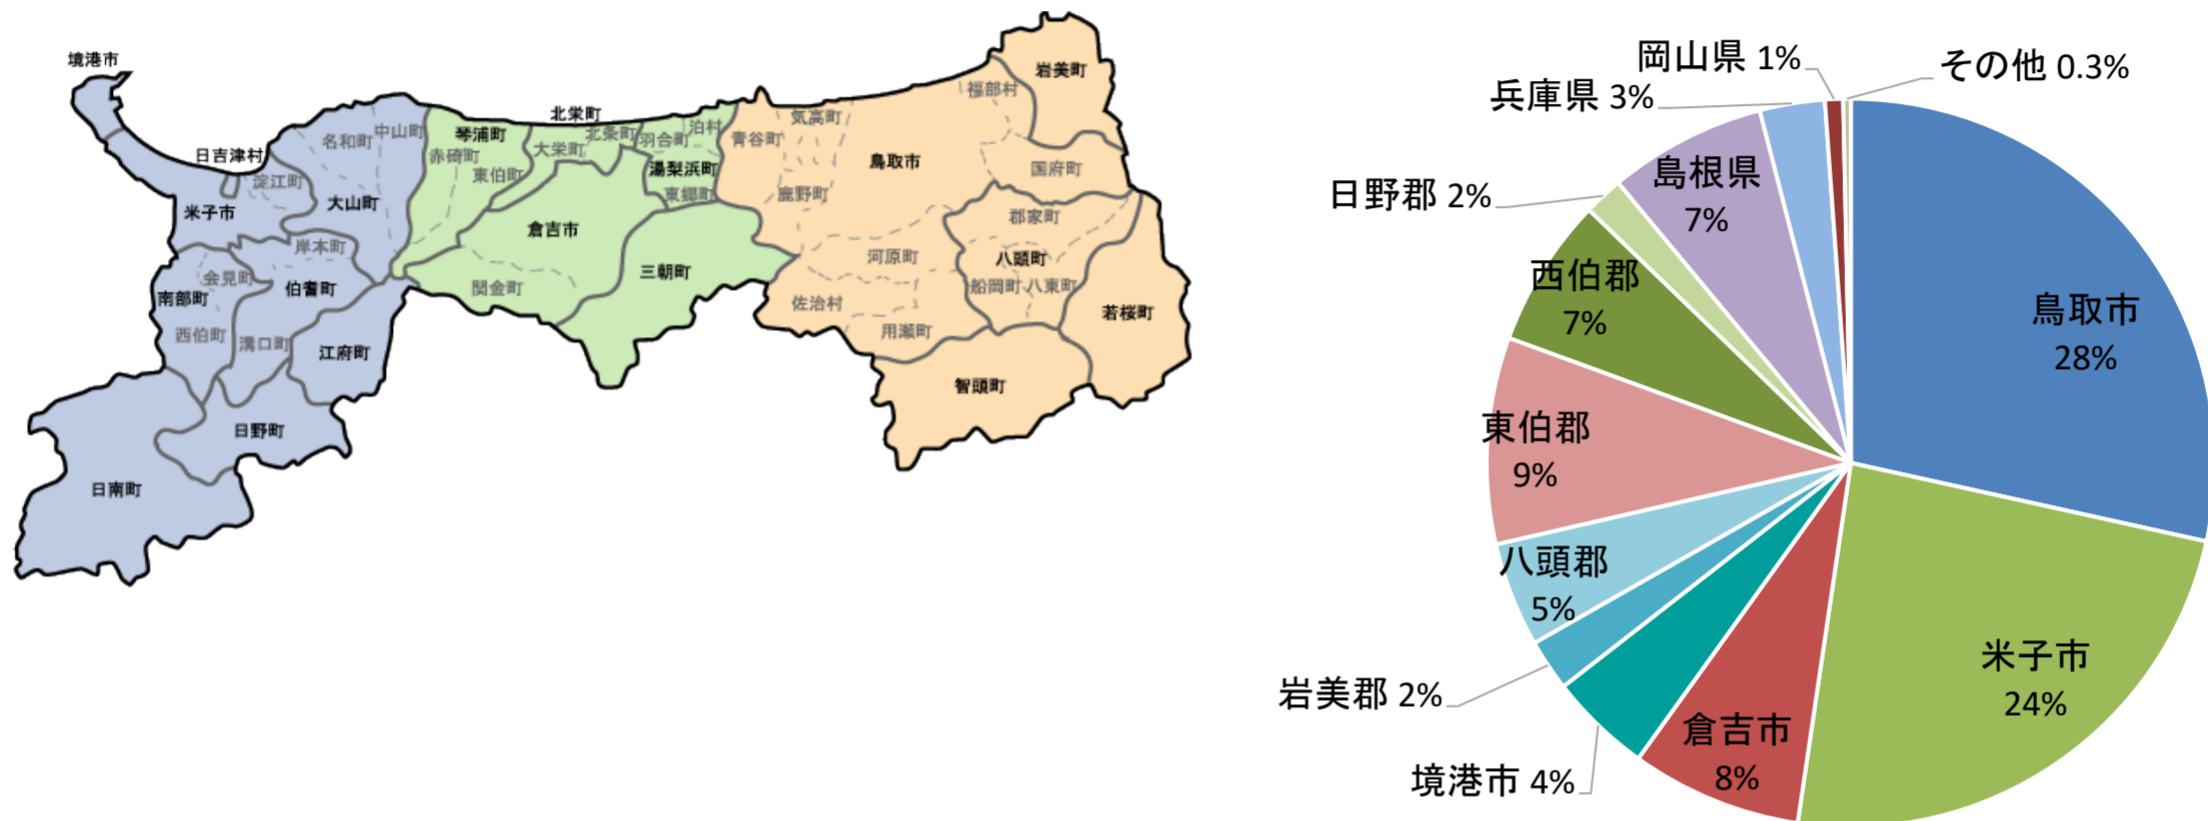 境港市
日吉津村
淀江町
米子市
名和町
中山町
大山町
岸本町
会見町
南部町
伯耆町
西伯町
溝口町
江府町
日野町
日南町
北栄町
琴浦町
赤碕町
東伯町
大栄町
北条町
羽合町
泊村
湯梨浜町
東郷町
倉吉市
関金町
三朝町
青谷町
気高町
鹿野町
鳥取市
福部村
岩美町
国府町
郡家町
河原町
八頭町
船岡町
八東町
佐治村
用瀬町
若桜町
智頭町
岡山県 1%
その他 0.3%
兵庫県 3%
島根県
7%
日野郡 2%
西伯郡
7%
鳥取市
28%
東伯郡
9%
八頭郡
5%
米子市
24%
岩美郡 2%
倉吉市
8%
境港市 4%